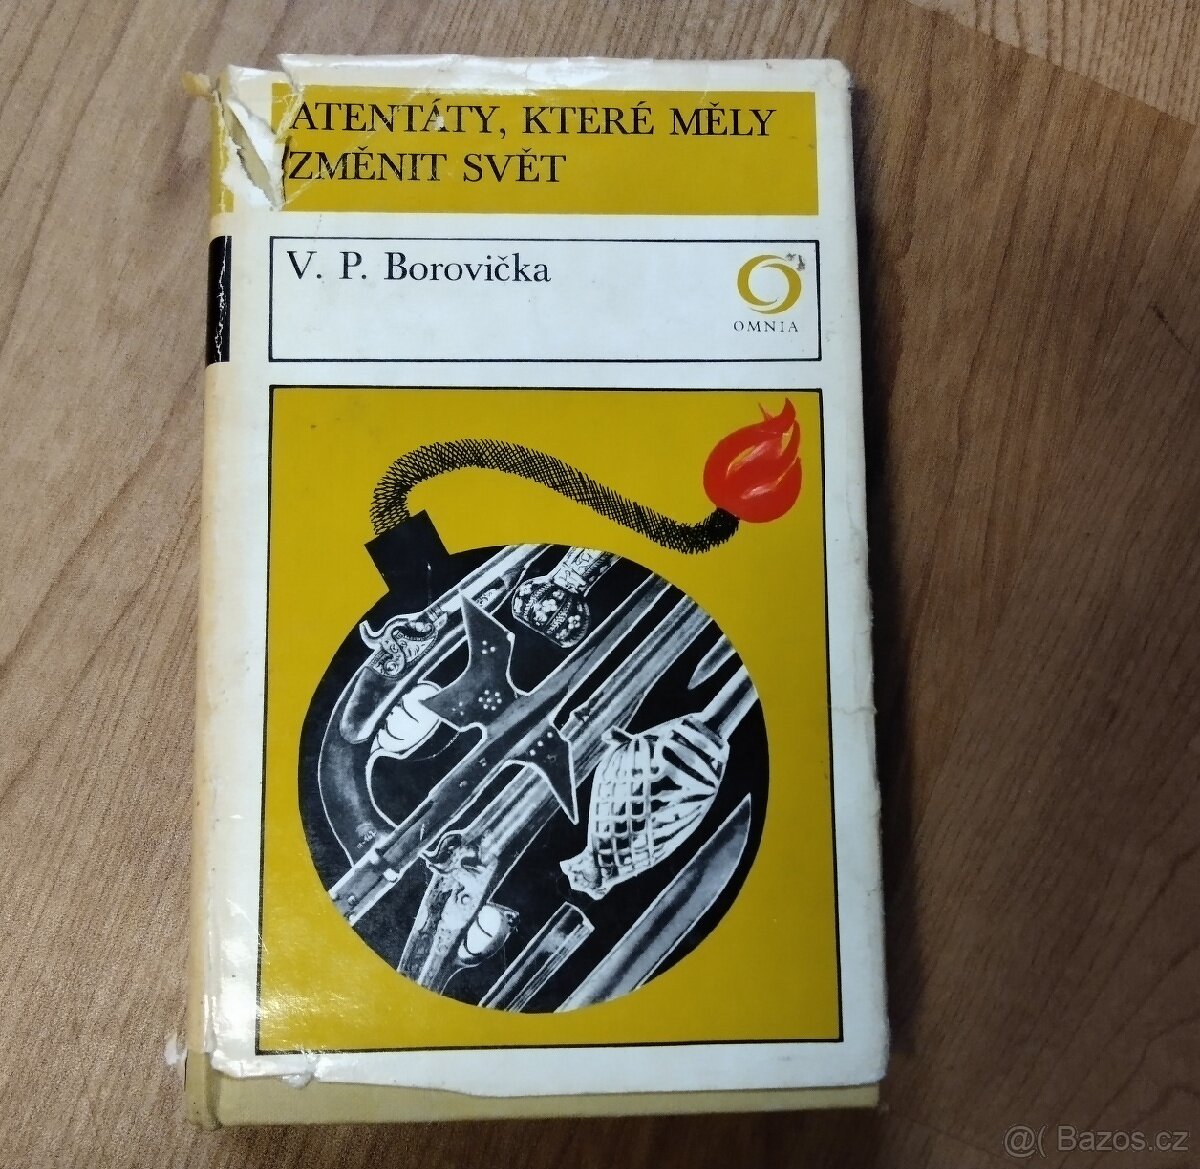 ATENTÁTY, KTERÉ MĚLY
ZMĚNIT SVĚT
V. P. Borovička
OMNIA
@( Bazos.cz